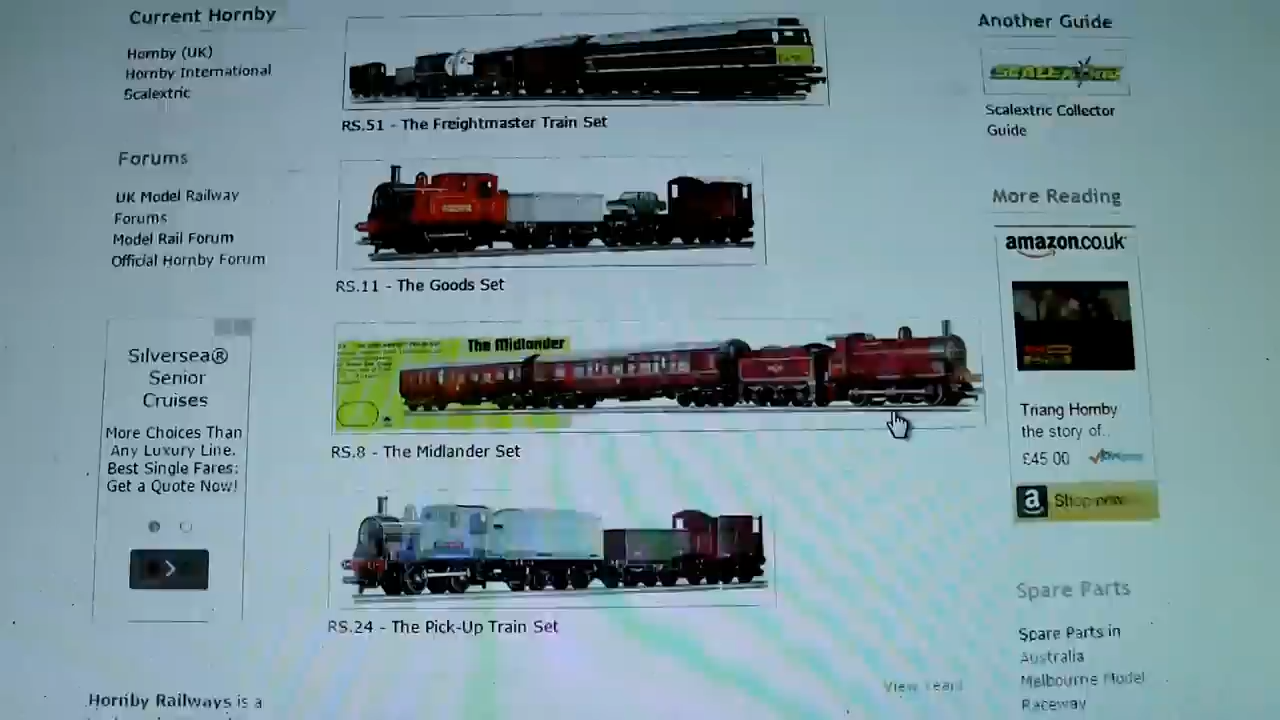 Current Hornby
Hornby (UK)
Hornby International
Scalextric
Forums
UK Model Railway
Forums
Model Rail Forum
Official Hornby Forum
Silversea®
Senior
Cruises
More Choices Than
Any Luxury Line.
Best Single Fares:
Get a Quote Now!
Hornby Railways is a
RS.51 - The Freightmaster Train Set
RS.11 - The Goods Set
The Midlander
RS.8 - The Midlander Set
RS.24 - The Pick-Up Train Set
View Years
Another Guide
SCALEXTRIC
Scalextric Collector
Guide
More Reading
amazon.co.uk
Triang Hornby
the story of..
£45.00
a
Shop now
Spare Parts
Spare Parts in
Australia
Melbourne Model
Raceway